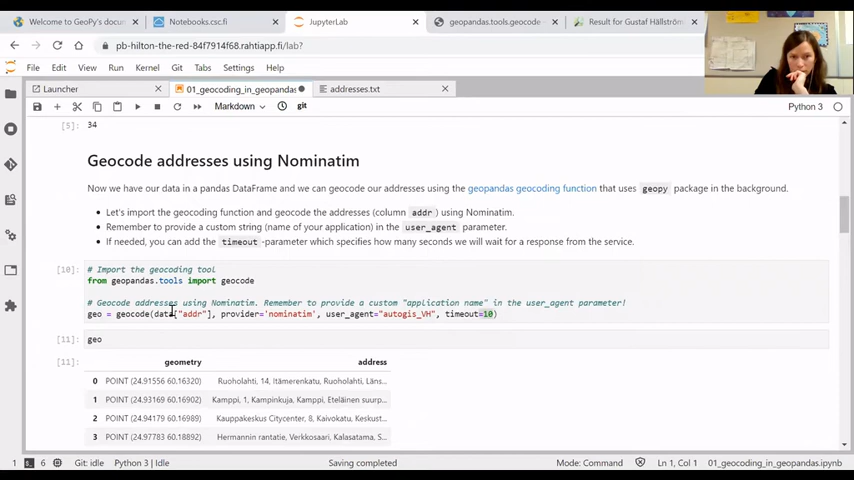 Welcome to GeoPy's docum
Notebooks.csc.fi
JupyterLab
geopandas.tools.geocode
Result for Gustaf Hällström
pb-hilton-the-red-84f7914f68.rahtiapp.fi/lab?
File Edit View Run Kernel Git Tabs Settings Help
Launcher
01_geocoding_in_geopandas
addresses.txt
Markdown
git
Python 3
[5]: 34
Geocode addresses using Nominatim
Now we have our data in a pandas DataFrame and we can geocode our addresses using the geopandas geocoding function that uses geopy package in the background.
• Let's import the geocoding function and geocode the addresses (column addr ) using Nominatim.
• Remember to provide a custom string (name of your application) in the user_agent parameter.
• If needed, you can add the timeout -parameter which specifies how many seconds we will wait for a response from the service.
[10]: # Import the geocoding tool
from geopandas.tools import geocode
# Geocode addresses using Nominatim. Remember to provide a custom "application name" in the user_agent parameter!
geo = geocode(data["addr"], provider='nominatim', user_agent="autogis_VH", timeout=10)
[11]: geo
[11]: geometry address
0 POINT (24.91556 60.16320) Ruoholahti, 14, Itämerenkatu, Ruoholahti, Läns...
1 POINT (24.93169 60.16902) Kamppi, 1, Kampinkuja, Kamppi, Eteläinen suurp...
2 POINT (24.94179 60.16989) Kauppakeskus Citycenter, 8, Kaivokatu, Keskust...
3 POINT (24.97783 60.18892) Hermannin rantatie, Verkkosaari, Kalasatama, S...
1 6 Git: idle Python 3 | Idle Saving completed Mode: Command Ln 1, Col 1 01_geocoding_in_geopandas.ipynb